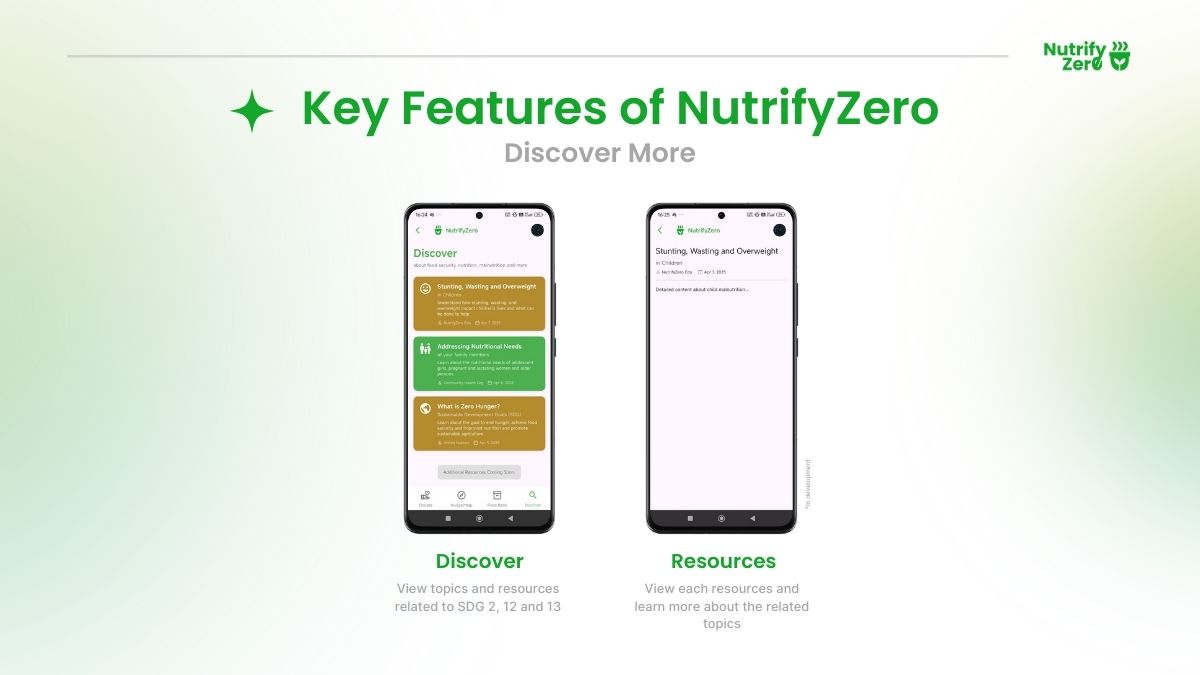 Nutrify
Zero
Key Features of NutrifyZero
Discover More
16:24
NutrifyZero
Discover
about food security, nutrition, malnutrition and more
Stunting, Wasting and Overweight
in Children
Understand how stunting, wasting, and
overweight impact children's lives and what can
be done to help.
NutrifyZero Edu Apr 7, 2025
Addressing Nutritional Needs
of your family members
Learn about the nutritional needs of adolescent
girls, pregnant and lactating women and older
persons.
Community Health Org Apr 6, 2025
What is Zero Hunger?
Sustainable Development Goals (SDG)
Learn about the goal to end hunger, achieve food
security and improved nutrition and promote
sustainable agriculture.
United Nations Apr 5, 2025
Additional Resources Coming Soon
Donate HungerMap Food Bank Discover
16:25
NutrifyZero
Stunting, Wasting and Overweight
in Children
NutrifyZero Edu Apr 7, 2025
Detailed content about child malnutrition...
*In development
Discover
View topics and resources
related to SDG 2, 12 and 13
Resources
View each resources and
learn more about the related
topics